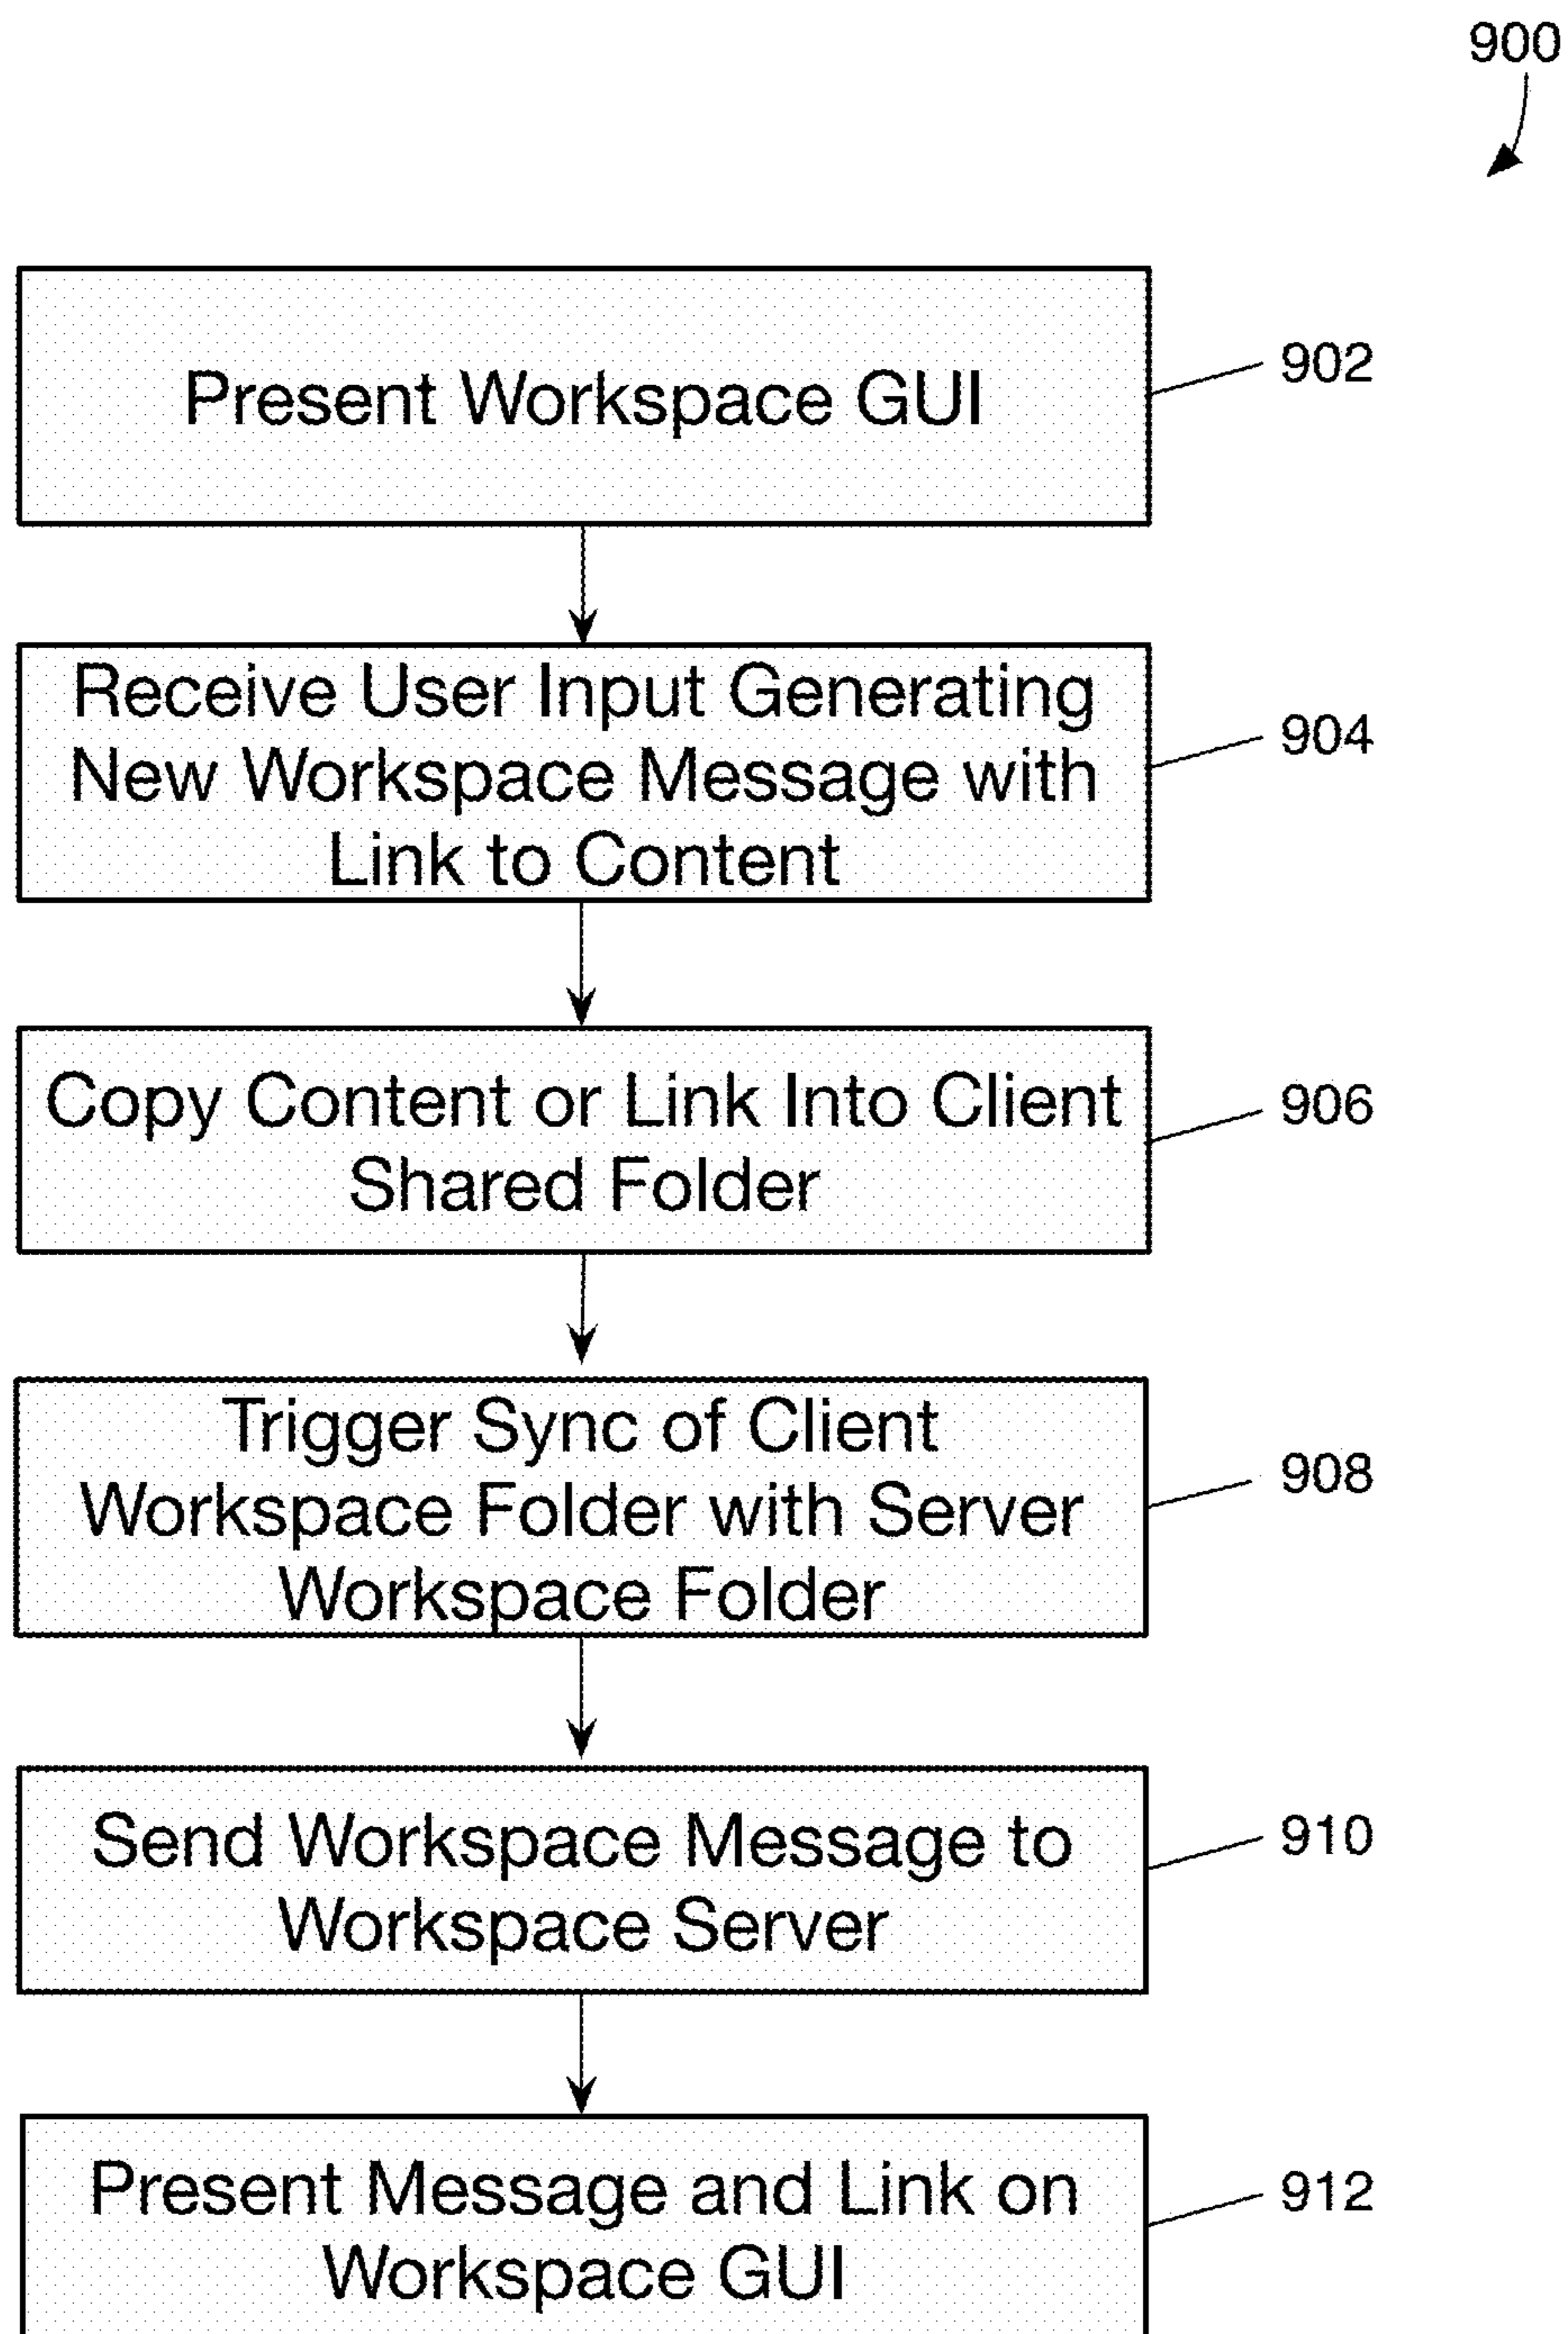 900
Present Workspace GUI
902
Receive User Input Generating
New Workspace Message with
Link to Content
904
Copy Content or Link Into Client
Shared Folder
906
Trigger Sync of Client
Workspace Folder with Server
Workspace Folder
908
Send Workspace Message to
Workspace Server
910
Present Message and Link on
Workspace GUI
912